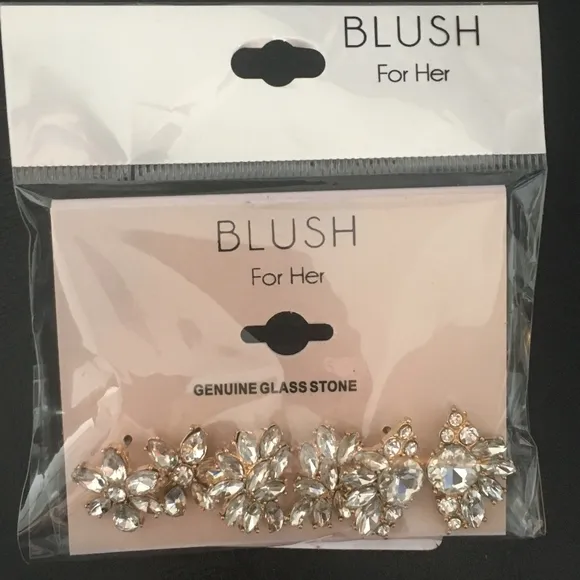 BLUSH
For Her
BLUSH
For Her
GENUINE GLASS STONE